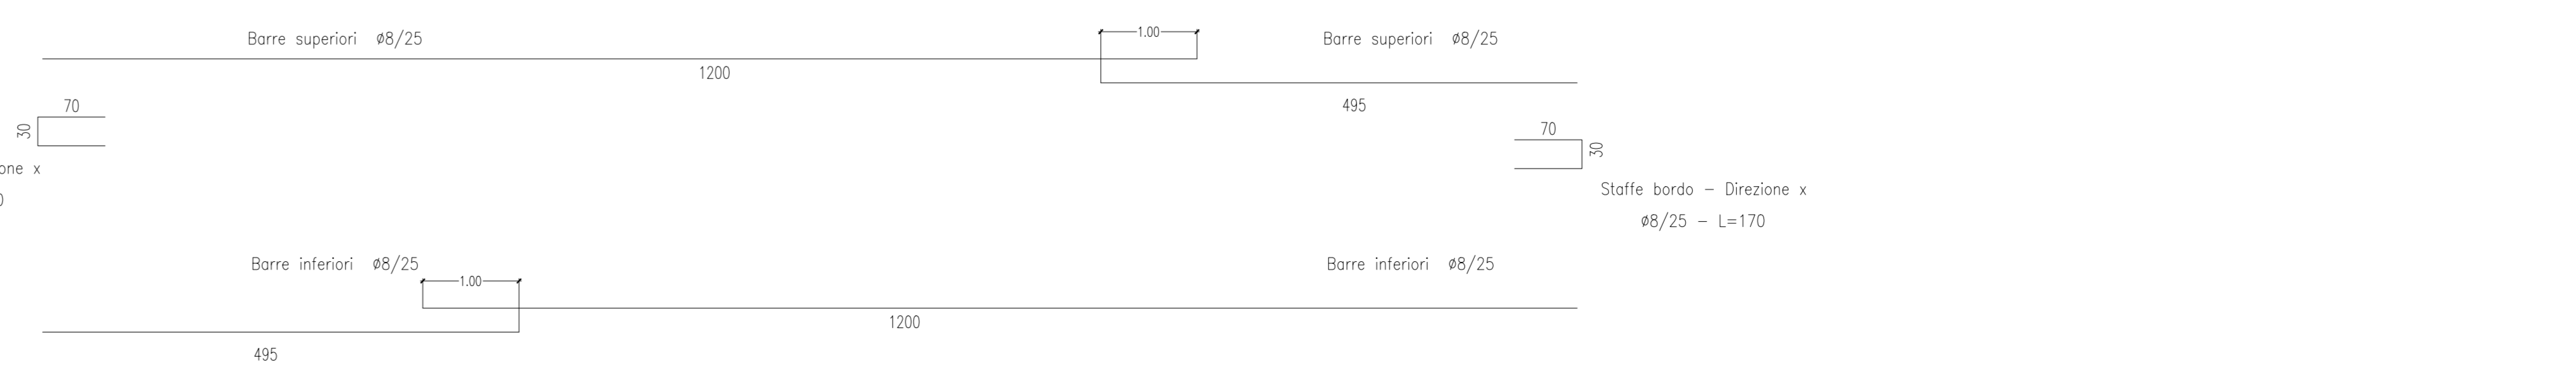 Barre superiori ø8/25
1.00
Barre superiori ø8/25
1200
495
70
30
one x
70
30
Staffe bordo - Direzione x
ø8/25 - L=170
Barre inferiori ø8/25
1.00
Barre inferiori ø8/25
1200
495